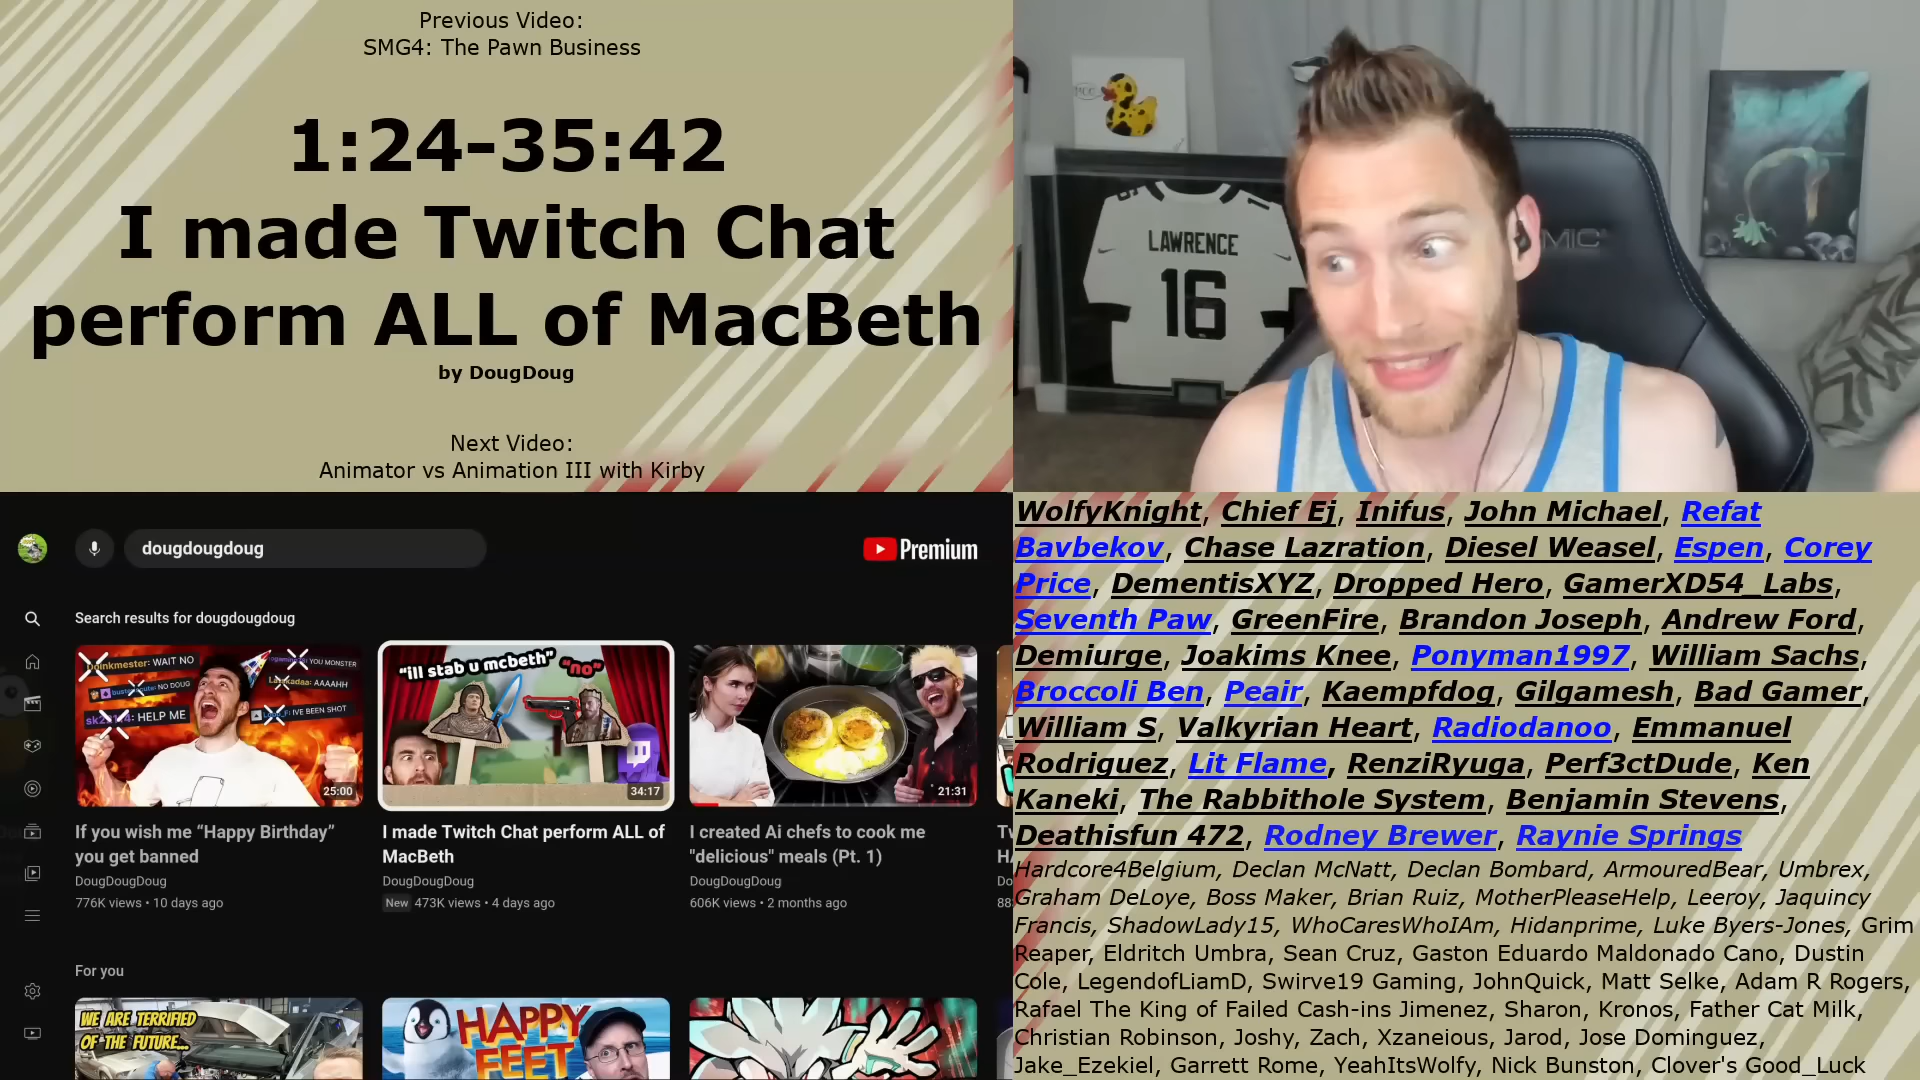 Previous Video:
SMG4: The Pawn Business
1:24-35:42
I made Twitch Chat
perform ALL of MacBeth
by DougDoug
Next Video:
Animator vs Animation III with Kirby
LAWRENCE
16
MIC
dougdougdoug
Premium
Search results for dougdougdoug
WAIT NO
YOU MONSTER
NO DOUG
AAAAHH
HELP ME
IVE BEEN SHOT
25:00
"ill stab u mcbeth"
"no"
34:17
21:31
If you wish me “Happy Birthday”
you get banned
DougDougDoug
776K views • 10 days ago
I made Twitch Chat perform ALL of
MacBeth
DougDougDoug
New 473K views • 4 days ago
I created Ai chefs to cook me
"delicious" meals (Pt. 1)
DougDougDoug
606K views • 2 months ago
For you
WE ARE TERRIFIED
OF THE FUTURE...
HAPPY
FEET
WolfyKnight, Chief Ej, Inifus, John Michael, Refat
Bavbekov, Chase Lazration, Diesel Weasel, Espen, Corey
Price, DementisXYZ, Dropped Hero, GamerXD54_Labs,
Seventh Paw, GreenFire, Brandon Joseph, Andrew Ford,
Demiurge, Joakims Knee, Ponyman1997, William Sachs,
Broccoli Ben, Peair, Kaempfdog, Gilgamesh, Bad Gamer,
William S, Valkyrian Heart, Radiodanoo, Emmanuel
Rodriguez, Lit Flame, RenziRyuga, Perf3ctDude, Ken
Kaneki, The Rabbithole System, Benjamin Stevens,
Deathisfun 472, Rodney Brewer, Raynie Springs
Hardcore4Belgium, Declan McNatt, Declan Bombard, ArmouredBear, Umbrex,
Graham DeLoye, Boss Maker, Brian Ruiz, MotherPleaseHelp, Leeroy, Jaquincy
Francis, ShadowLady15, WhoCaresWhoIAm, Hidanprime, Luke Byers-Jones, Grim
Reaper, Eldritch Umbra, Sean Cruz, Gaston Eduardo Maldonado Cano, Dustin
Cole, LegendofLiamD, Swirve19 Gaming, JohnQuick, Matt Selke, Adam R Rogers,
Rafael The King of Failed Cash-ins Jimenez, Sharon, Kronos, Father Cat Milk,
Christian Robinson, Joshy, Zach, Xzaneious, Jarod, Jose Dominguez,
Jake_Ezekiel, Garrett Rome, YeahItsWolfy, Nick Bunston, Clover's Good_Luck